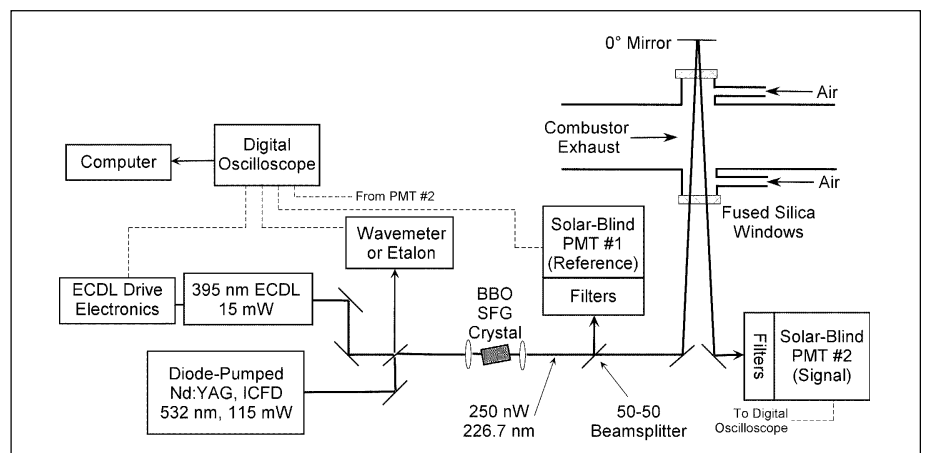 0° Mirror
Air
Combustor
Exhaust
Air
Fused Silica
Windows
Computer
Digital
Oscilloscope
From PMT #2
Wavemeter
or Etalon
Solar-Blind
PMT #1
(Reference)
Filters
ECDL Drive
Electronics
395 nm ECDL
15 mW
BBO
SFG
Crystal
Diode-Pumped
Nd:YAG, ICFD
532 nm, 115 mW
250 nW
226.7 nm
50-50
Beamsplitter
Filters
Solar-Blind
PMT #2
(Signal)
To Digital
Oscilloscope